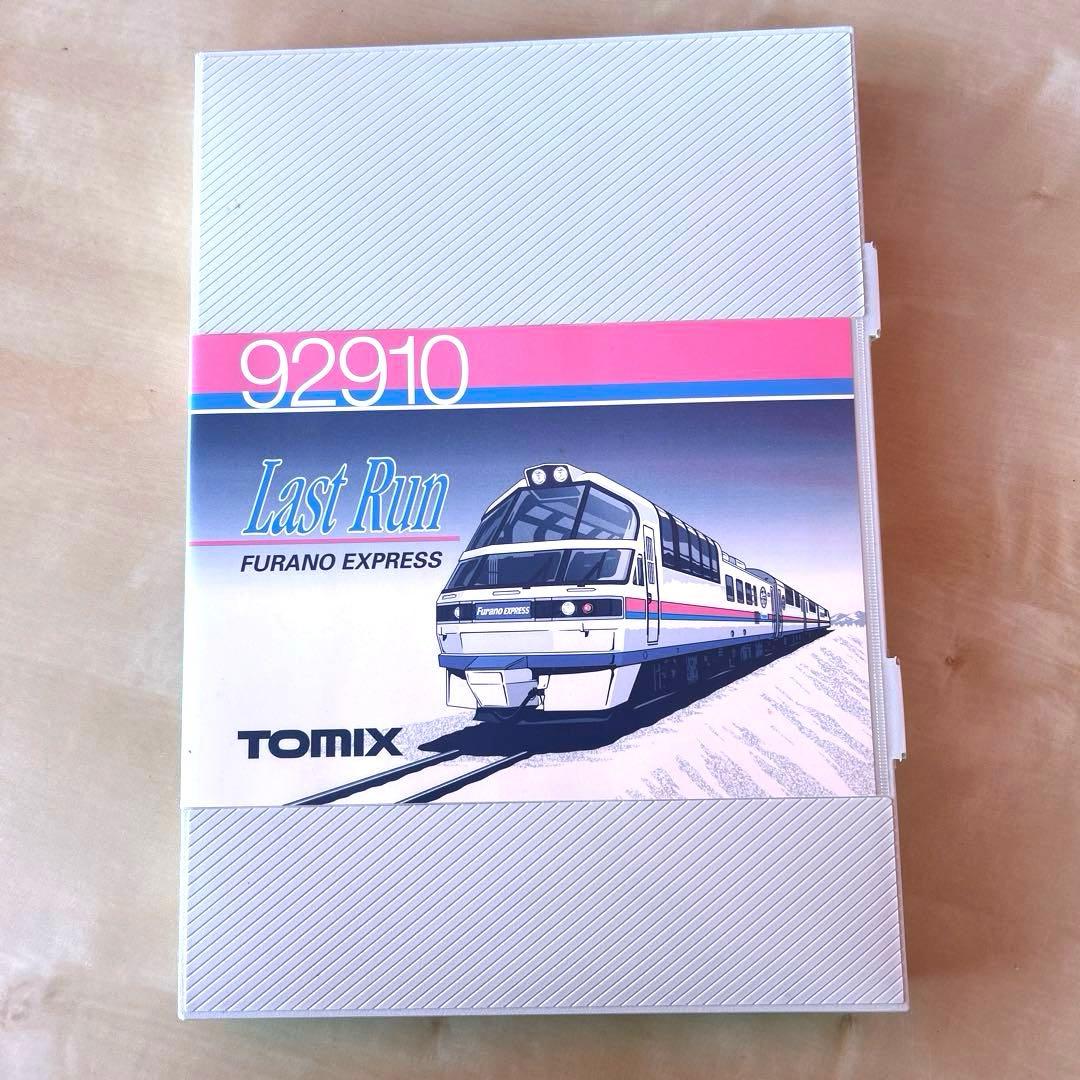 92910
Last Run
FURANO EXPRESS
Furano EXPRESS
TOMIX